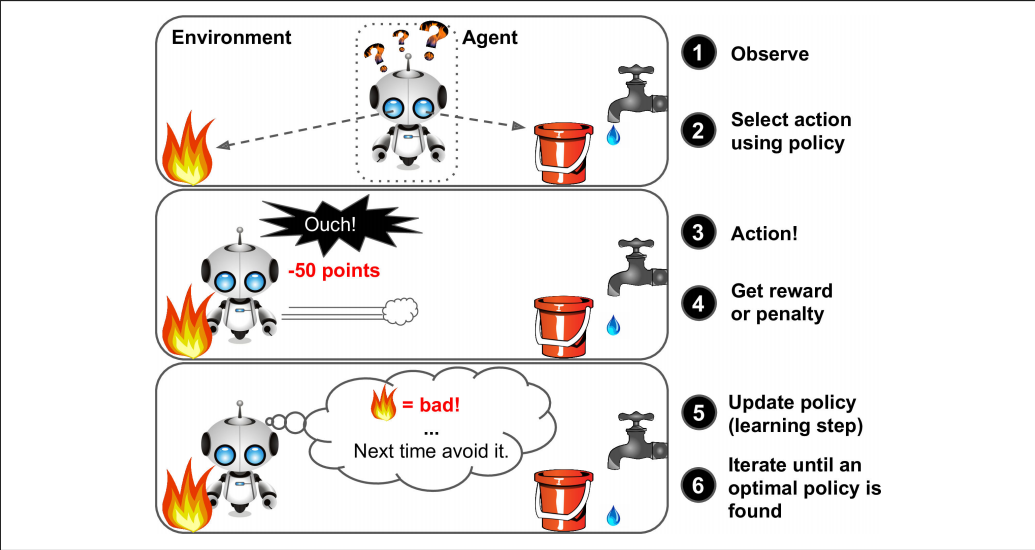 Environment
? ? ?
Agent
1 Observe
2 Select action
using policy
Ouch!
-50 points
3 Action!
4 Get reward
or penalty
= bad!
...
Next time avoid it.
5 Update policy
(learning step)
6 Iterate until an
optimal policy is
found